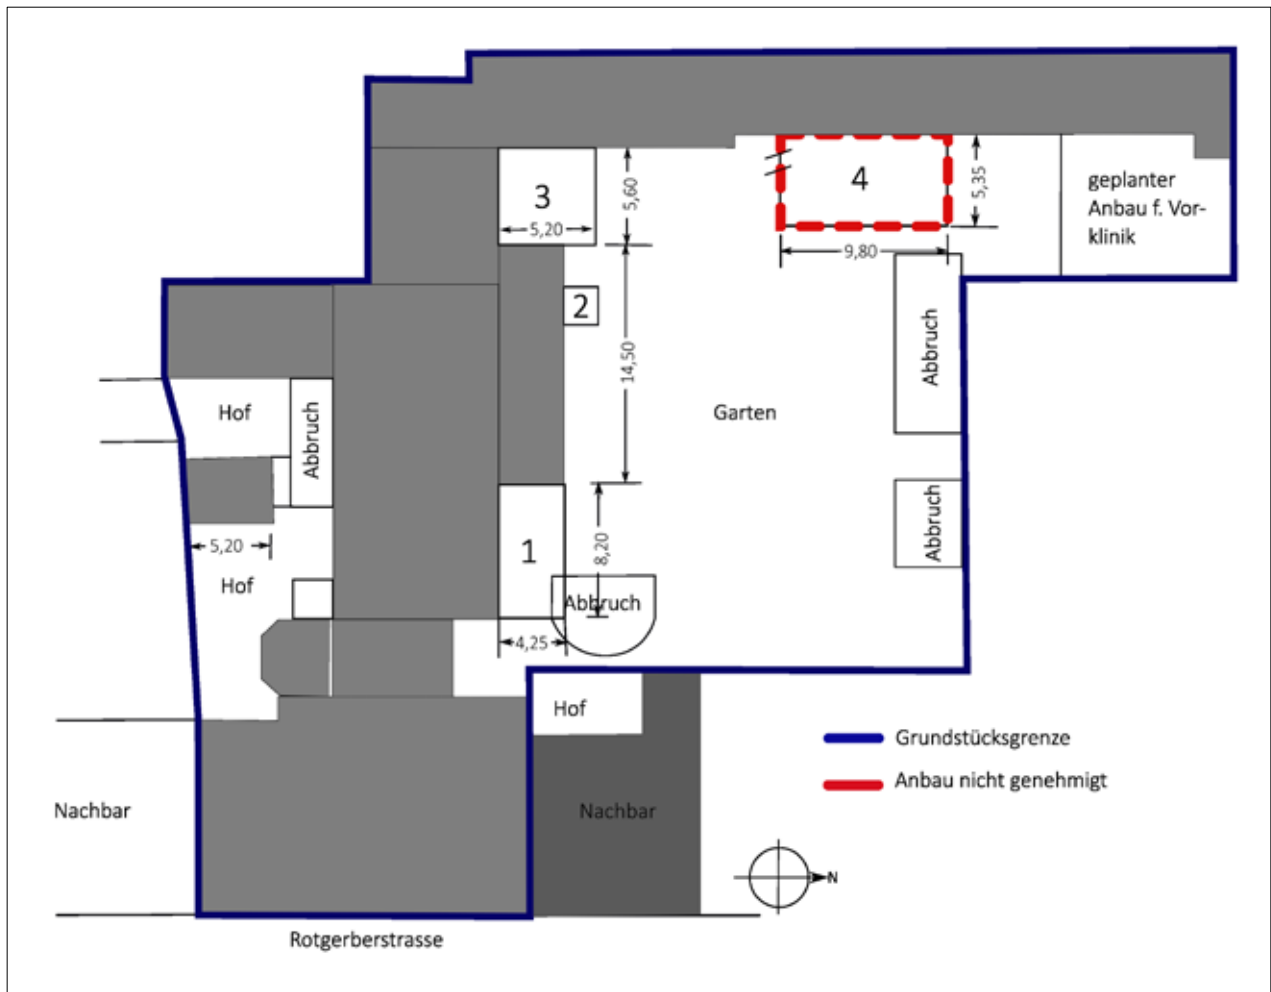 3
5,20
5,60
4
5,35
9,80
geplanter
Anbau f. Vor-
klinik
2
14,50
Abbruch
Hof
Abbruch
Garten
Abbruch
5,20
Hof
1
8,20
Abbruch
4,25
Hof
Grundstücksgrenze
Anbau nicht genehmigt
Nachbar
Nachbar
N
Rotgerberstrasse